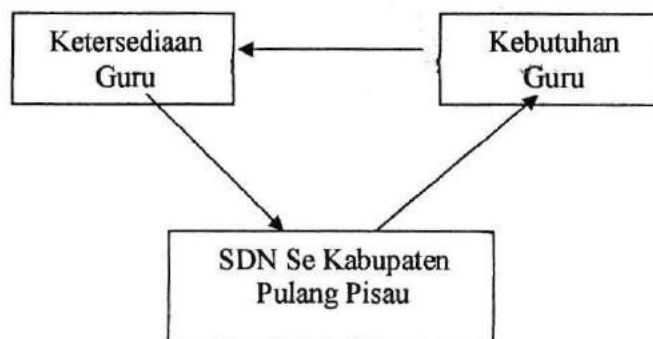 Ketersediaan
Guru
Kebutuhan
Guru
SDN Se Kabupaten
Pulang Pisau